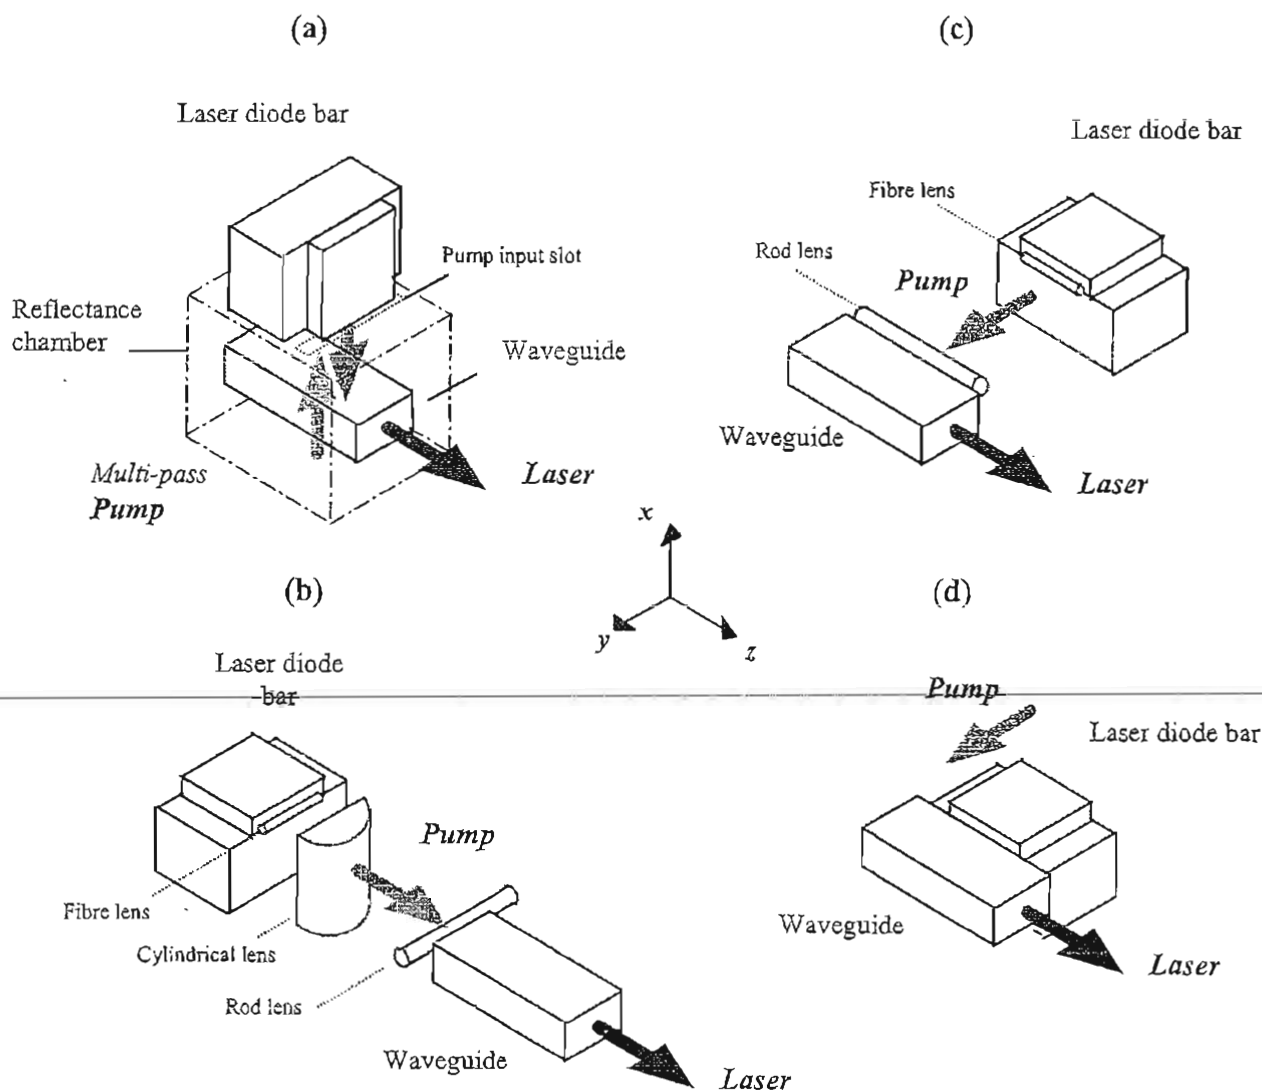 (a)
Laser diode bar
Pump input slot
Reflectance
chamber
Waveguide
Multi-pass
Pump
Laser
(c)
Laser diode bar
Fibre lens
Rod lens
Pump
Waveguide
Laser
x
y
z
(b)
Laser diode
bar
Pump
Fibre lens
Cylindrical lens
Rod lens
Waveguide
Laser
(d)
Pump
Laser diode bar
Waveguide
Laser